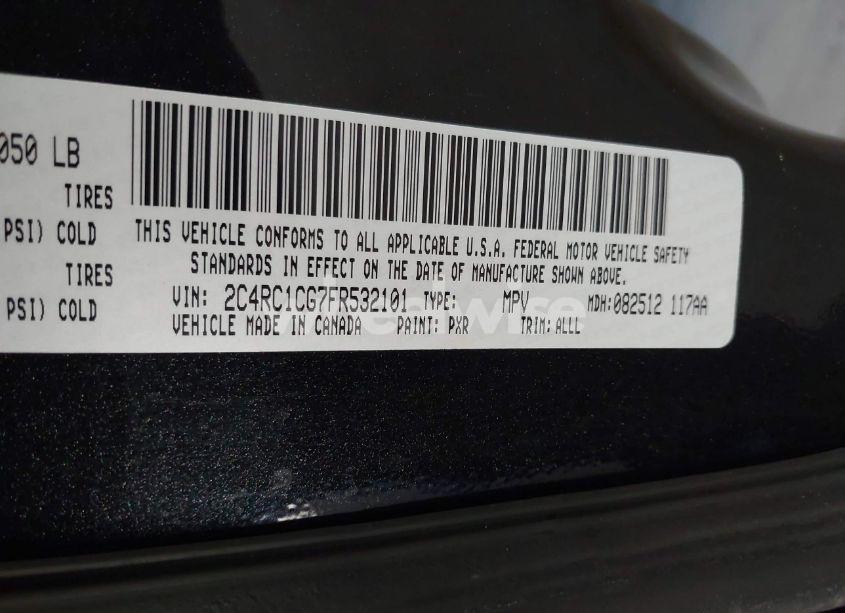 050 LB
TIRES
PSI) COLD
TIRES
PSI) COLD
THIS VEHICLE CONFORMS TO ALL APPLICABLE U.S.A. FEDERAL MOTOR VEHICLE SAFETY
STANDARDS IN EFFECT ON THE DATE OF MANUFACTURE SHOWN ABOVE.
VIN: 2C4RC1CG7FR532101 TYPE: MPV MDH:082512 117AA
VEHICLE MADE IN CANADA PAINT: PXR TRIM: ALLL